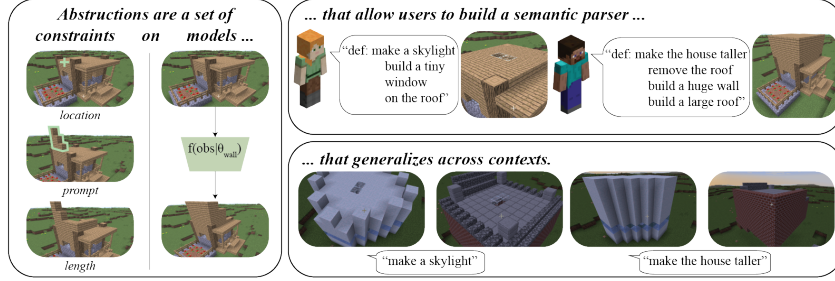 Abstructions are a set of
constraints on models ...
location
prompt
length
f(obs|θwall)
... that allow users to build a semantic parser ...
“def: make a skylight
build a tiny
window
on the roof”
“def: make the house taller
remove the roof
build a huge wall
build a large roof”
... that generalizes across contexts.
“make a skylight”
“make the house taller”